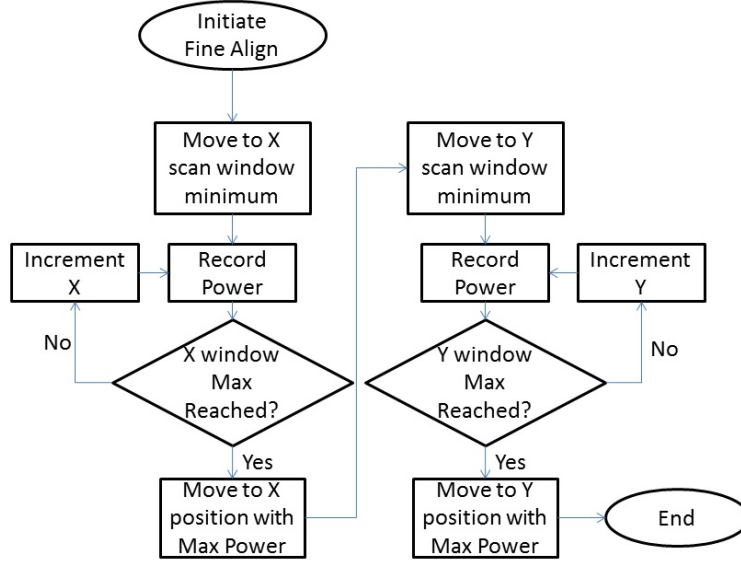 Initiate
Fine Align
Move to X
scan window
minimum
Increment
X
Record
Power
No
X window
Max
Reached?
Yes
Move to X
position with
Max Power
Move to Y
scan window
minimum
Record
Power
Increment
Y
Y window
Max
Reached?
No
Yes
Move to Y
position with
Max Power
End